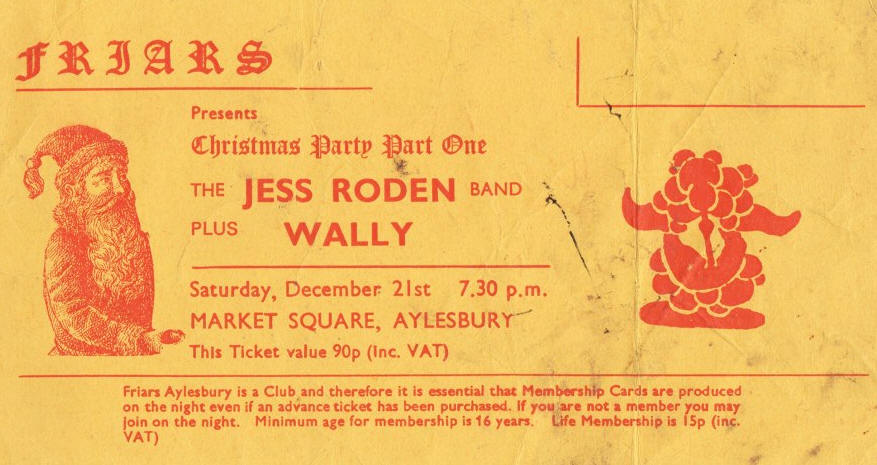 FRIARS
Presents
Christmas Party Part One
THE JESS RODEN BAND
PLUS WALLY
Saturday, December 21st 7.30 p.m.
MARKET SQUARE, AYLESBURY
This Ticket value 90p (Inc. VAT)
Friars Aylesbury is a Club and therefore it is essential that Membership Cards are produced
on the night even if an advance ticket has been purchased. If you are not a member you may
join on the night. Minimum age for membership is 16 years. Life Membership is 15p (inc.
VAT)